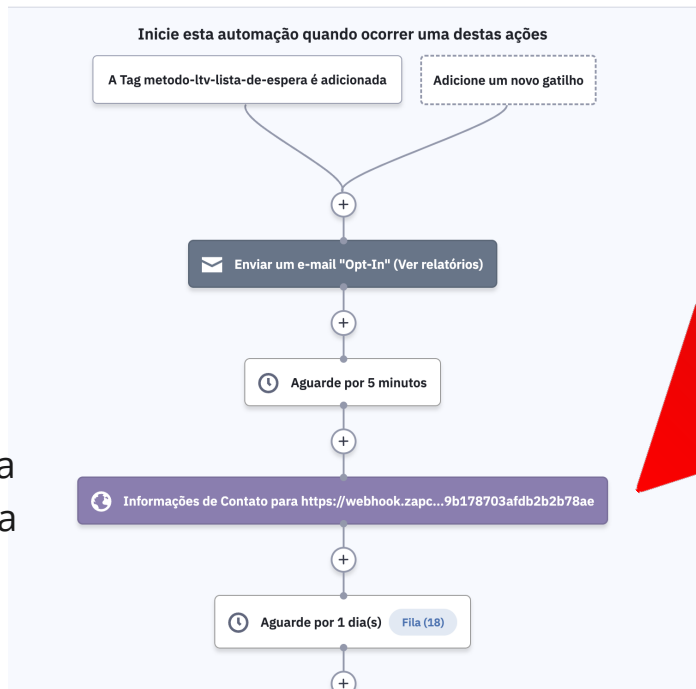 Inicie esta automação quando ocorrer uma destas ações
A Tag metodo-ltv-lista-de-espera é adicionada
Adicione um novo gatilho
Enviar um e-mail "Opt-In" (Ver relatórios)
Aguarde por 5 minutos
a
a
Informações de Contato para https://webhook.zapc...9b178703afdb2b2b78ae
Aguarde por 1 dia(s) Fila (18)